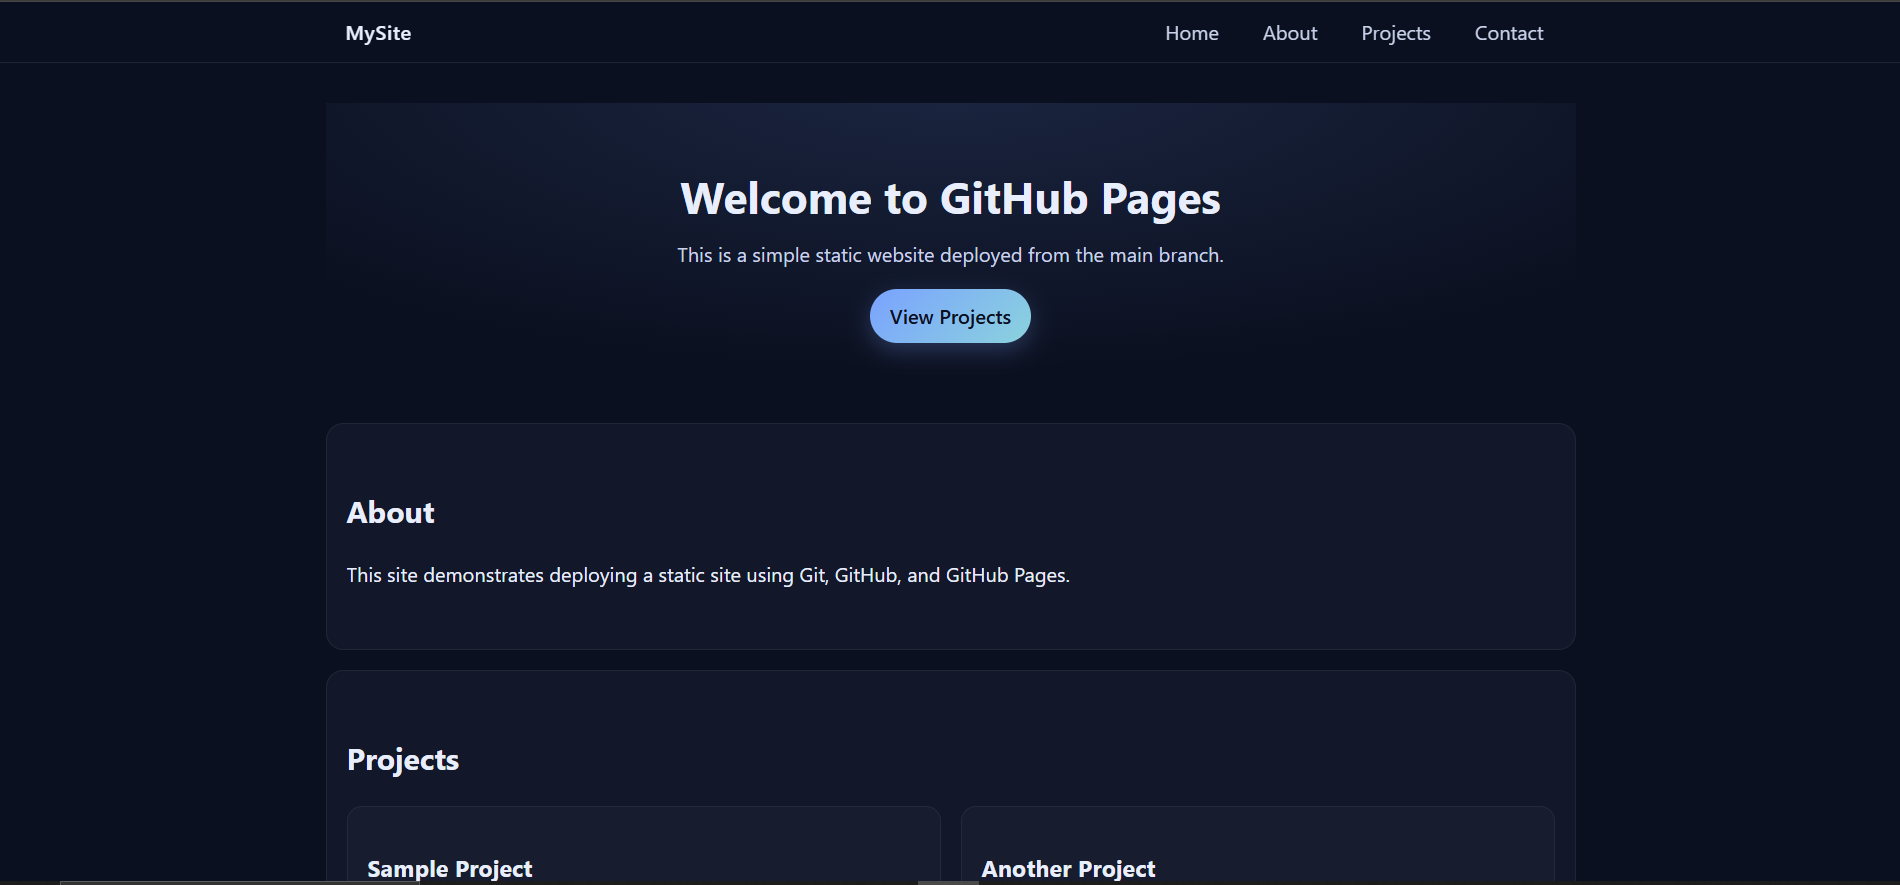 MySite
Home About Projects Contact
Welcome to GitHub Pages
This is a simple static website deployed from the main branch.
View Projects
About
This site demonstrates deploying a static site using Git, GitHub, and GitHub Pages.
Projects
Sample Project
Another Project